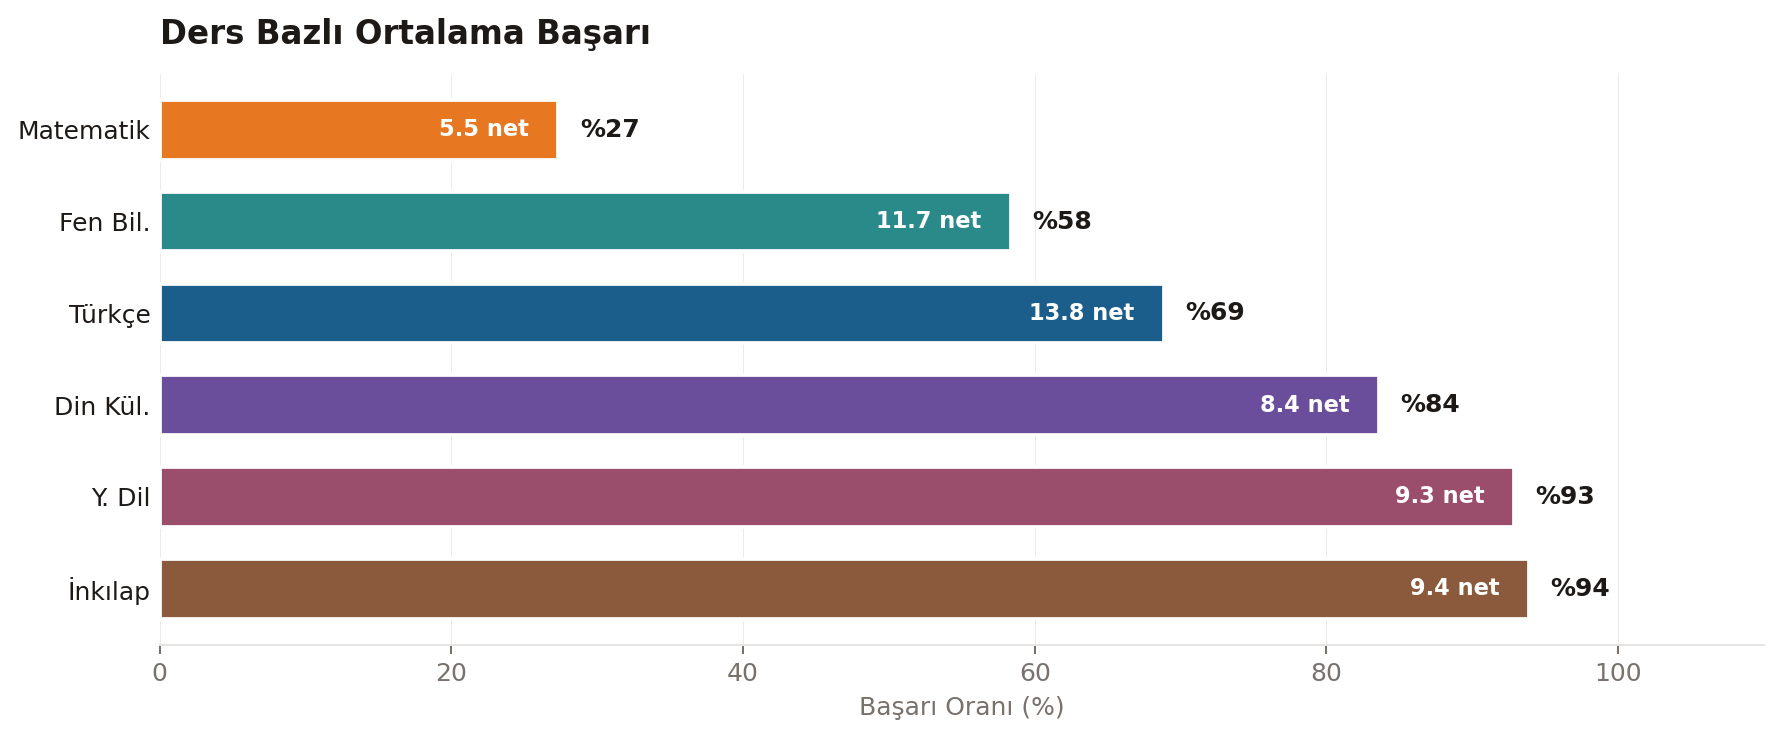 Ders Bazlı Ortalama Başarı
Matematik 5.5 net %27
Fen Bil. 11.7 net %58
Türkçe 13.8 net %69
Din Kül. 8.4 net %84
Y. Dil 9.3 net %93
İnkılap 9.4 net %94
0 20 40 60 80 100
Başarı Oranı (%)